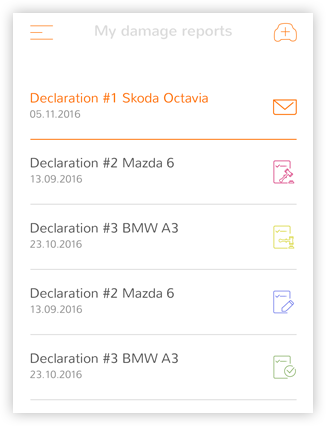 My damage reports
Declaration #1 Skoda Octavia
05.11.2016
Declaration #2 Mazda 6
13.09.2016
Declaration #3 BMW A3
23.10.2016
Declaration #2 Mazda 6
13.09.2016
Declaration #3 BMW A3
23.10.2016